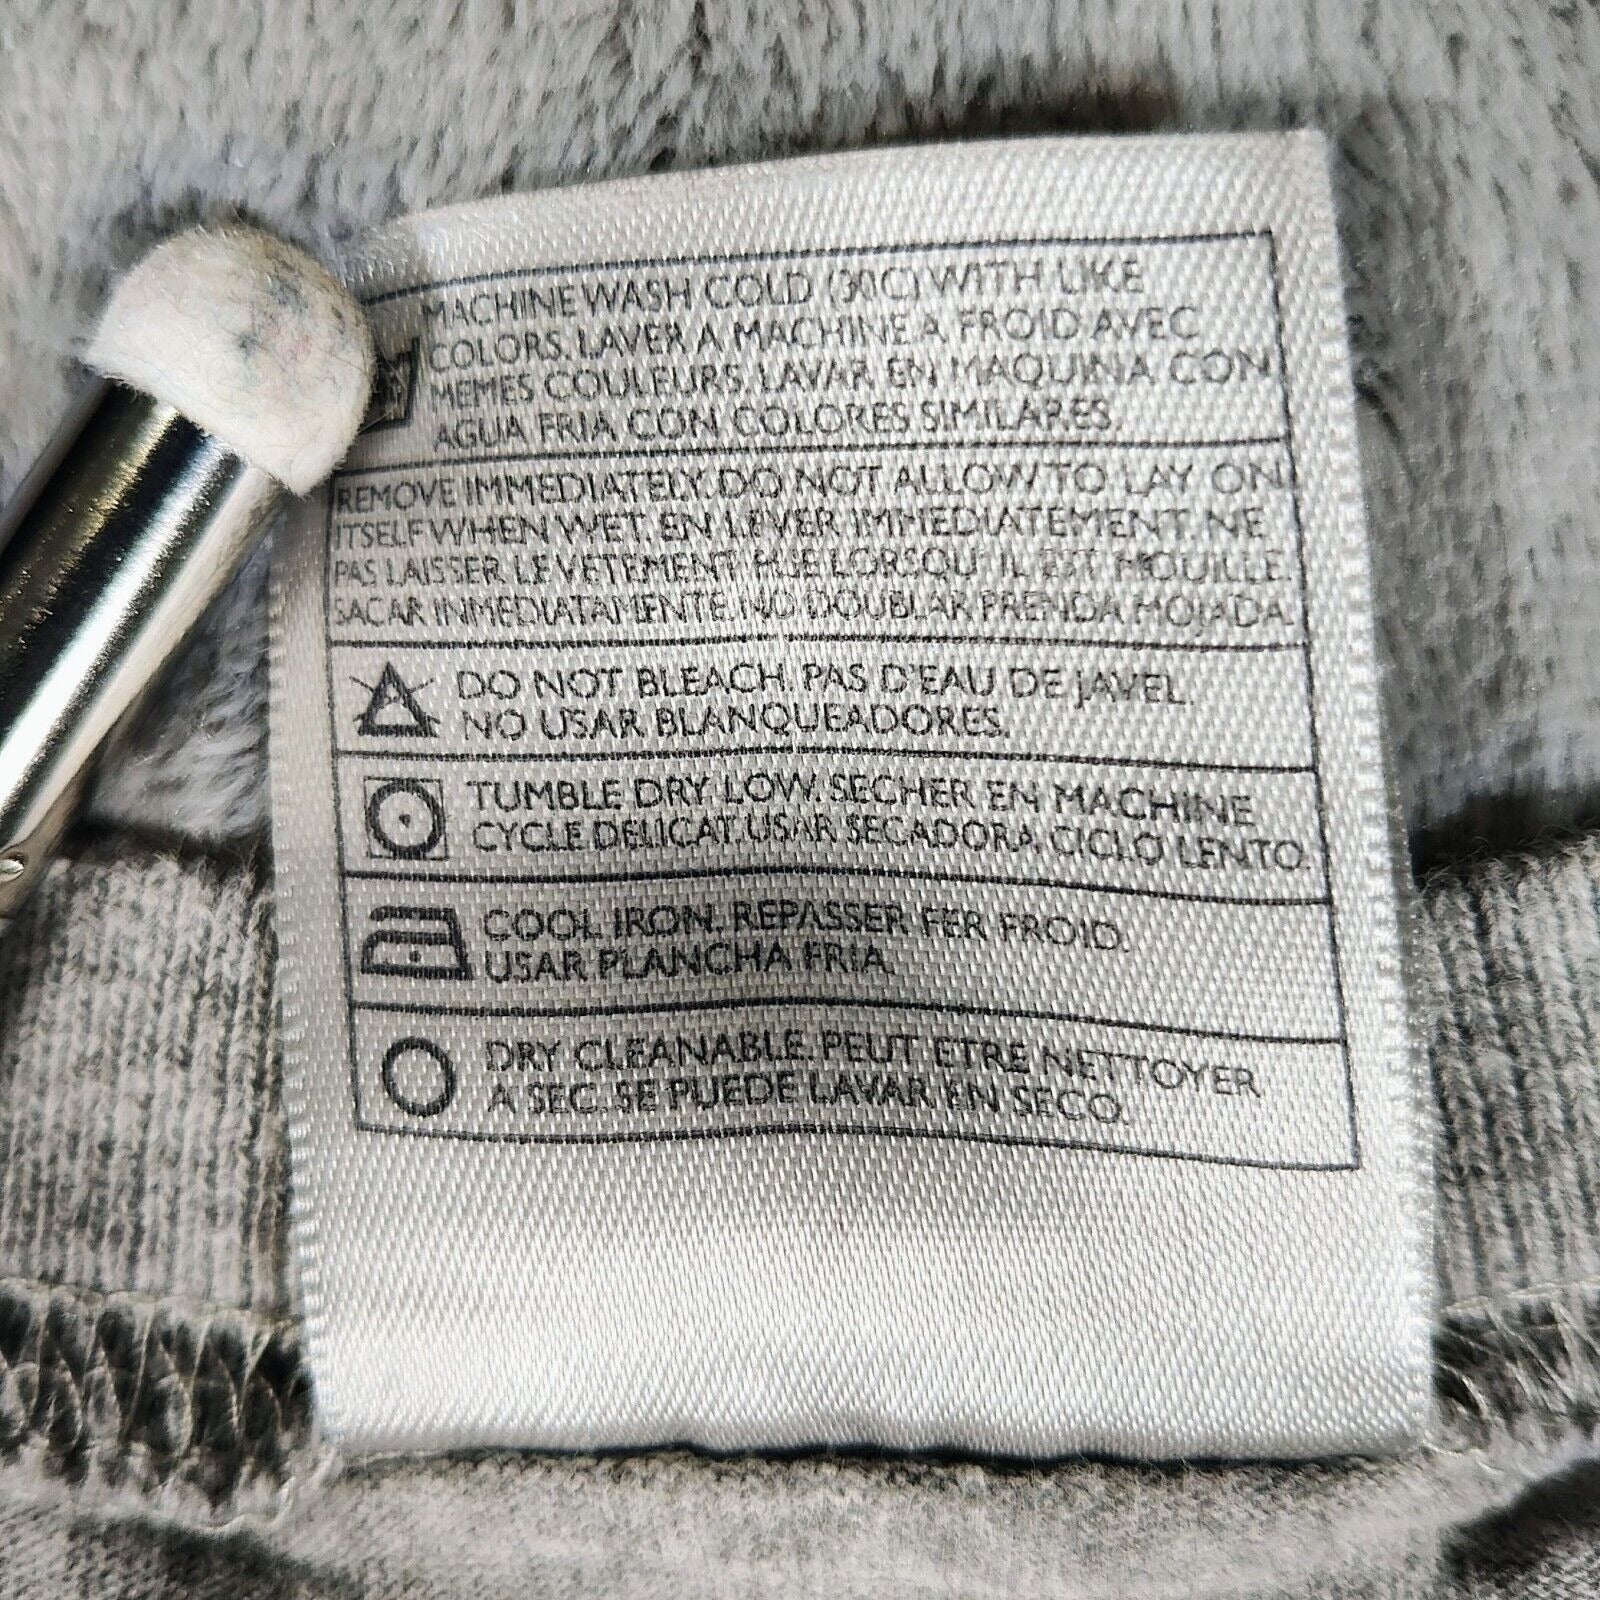 MACHINE WASH COLD (30C) WITH LIKE
COLORS. LAVER A MACHINE A FROID AVEC
MEMES COULEURS. LAVAR EN MAQUINIA CON
AGUA FRIA CON COLORES SIMILARES.
REMOVE IMMEDIATELY. DO NOT ALLOW TO LAY ON
ITSELF WHEN WET. EN LEVER IMMEDIATEMENT. NE
PAS LAISSER LE VETEMENT PLIE LORSQU' IL EST MOUILLE.
SACAR INMEDIATAMENTE. NO DOUBLAR PRENDA MOJADA.
DO NOT BLEACH. PAS D'EAU DE JAVEL.
NO USAR BLANQUEADORES.
TUMBLE DRY. LOW. SECHER EN MACHINE
CYCLE DELICAT. USAR SECADORA, CICLO LENTO.
COOL IRON. REPASSER FER FROID.
USAR PLANCHA FRIA.
DRY CLEANABLE. PEUT ETRE NETTOYER
A SEC. SE PUEDE LAVAR EN SECO.